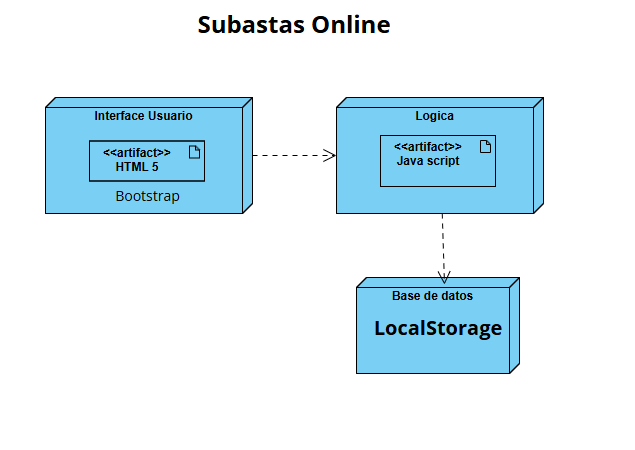 Subastas Online
Interface Usuario
<<artifact>>
HTML 5
Bootstrap
Logica
<<artifact>>
Java script
Base de datos
LocalStorage